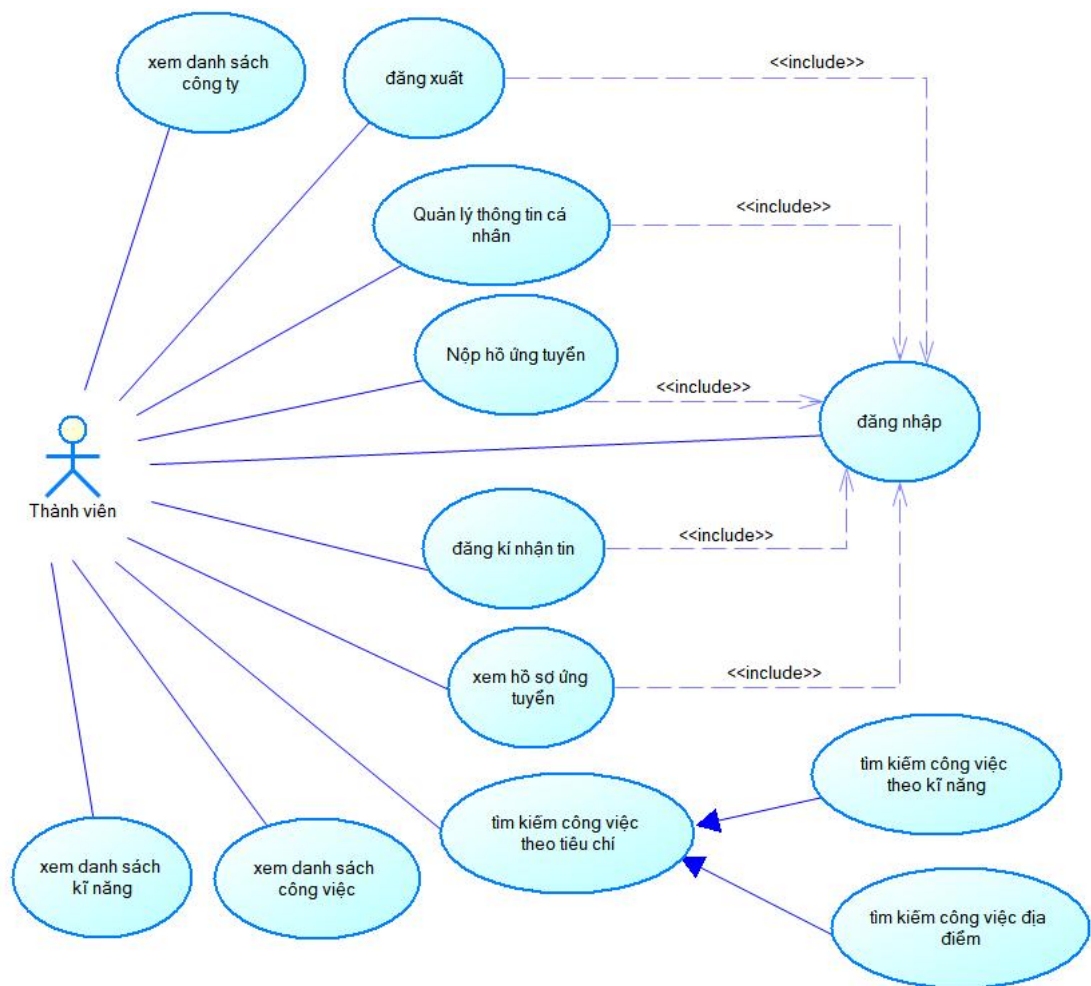 xem danh sách
công ty
đăng xuất
<<include>>
Quản lý thông tin cá
nhân
<<include>>
Nộp hồ ứng tuyển
<<include>>
đăng nhập
Thành viên
đăng kí nhận tin
<<include>>
xem hồ sơ ứng
tuyển
<<include>>
tìm kiếm công việc
theo kĩ năng
tìm kiếm công việc
theo tiêu chí
xem danh sách
kĩ năng
xem danh sách
công việc
tìm kiếm công việc địa
điểm